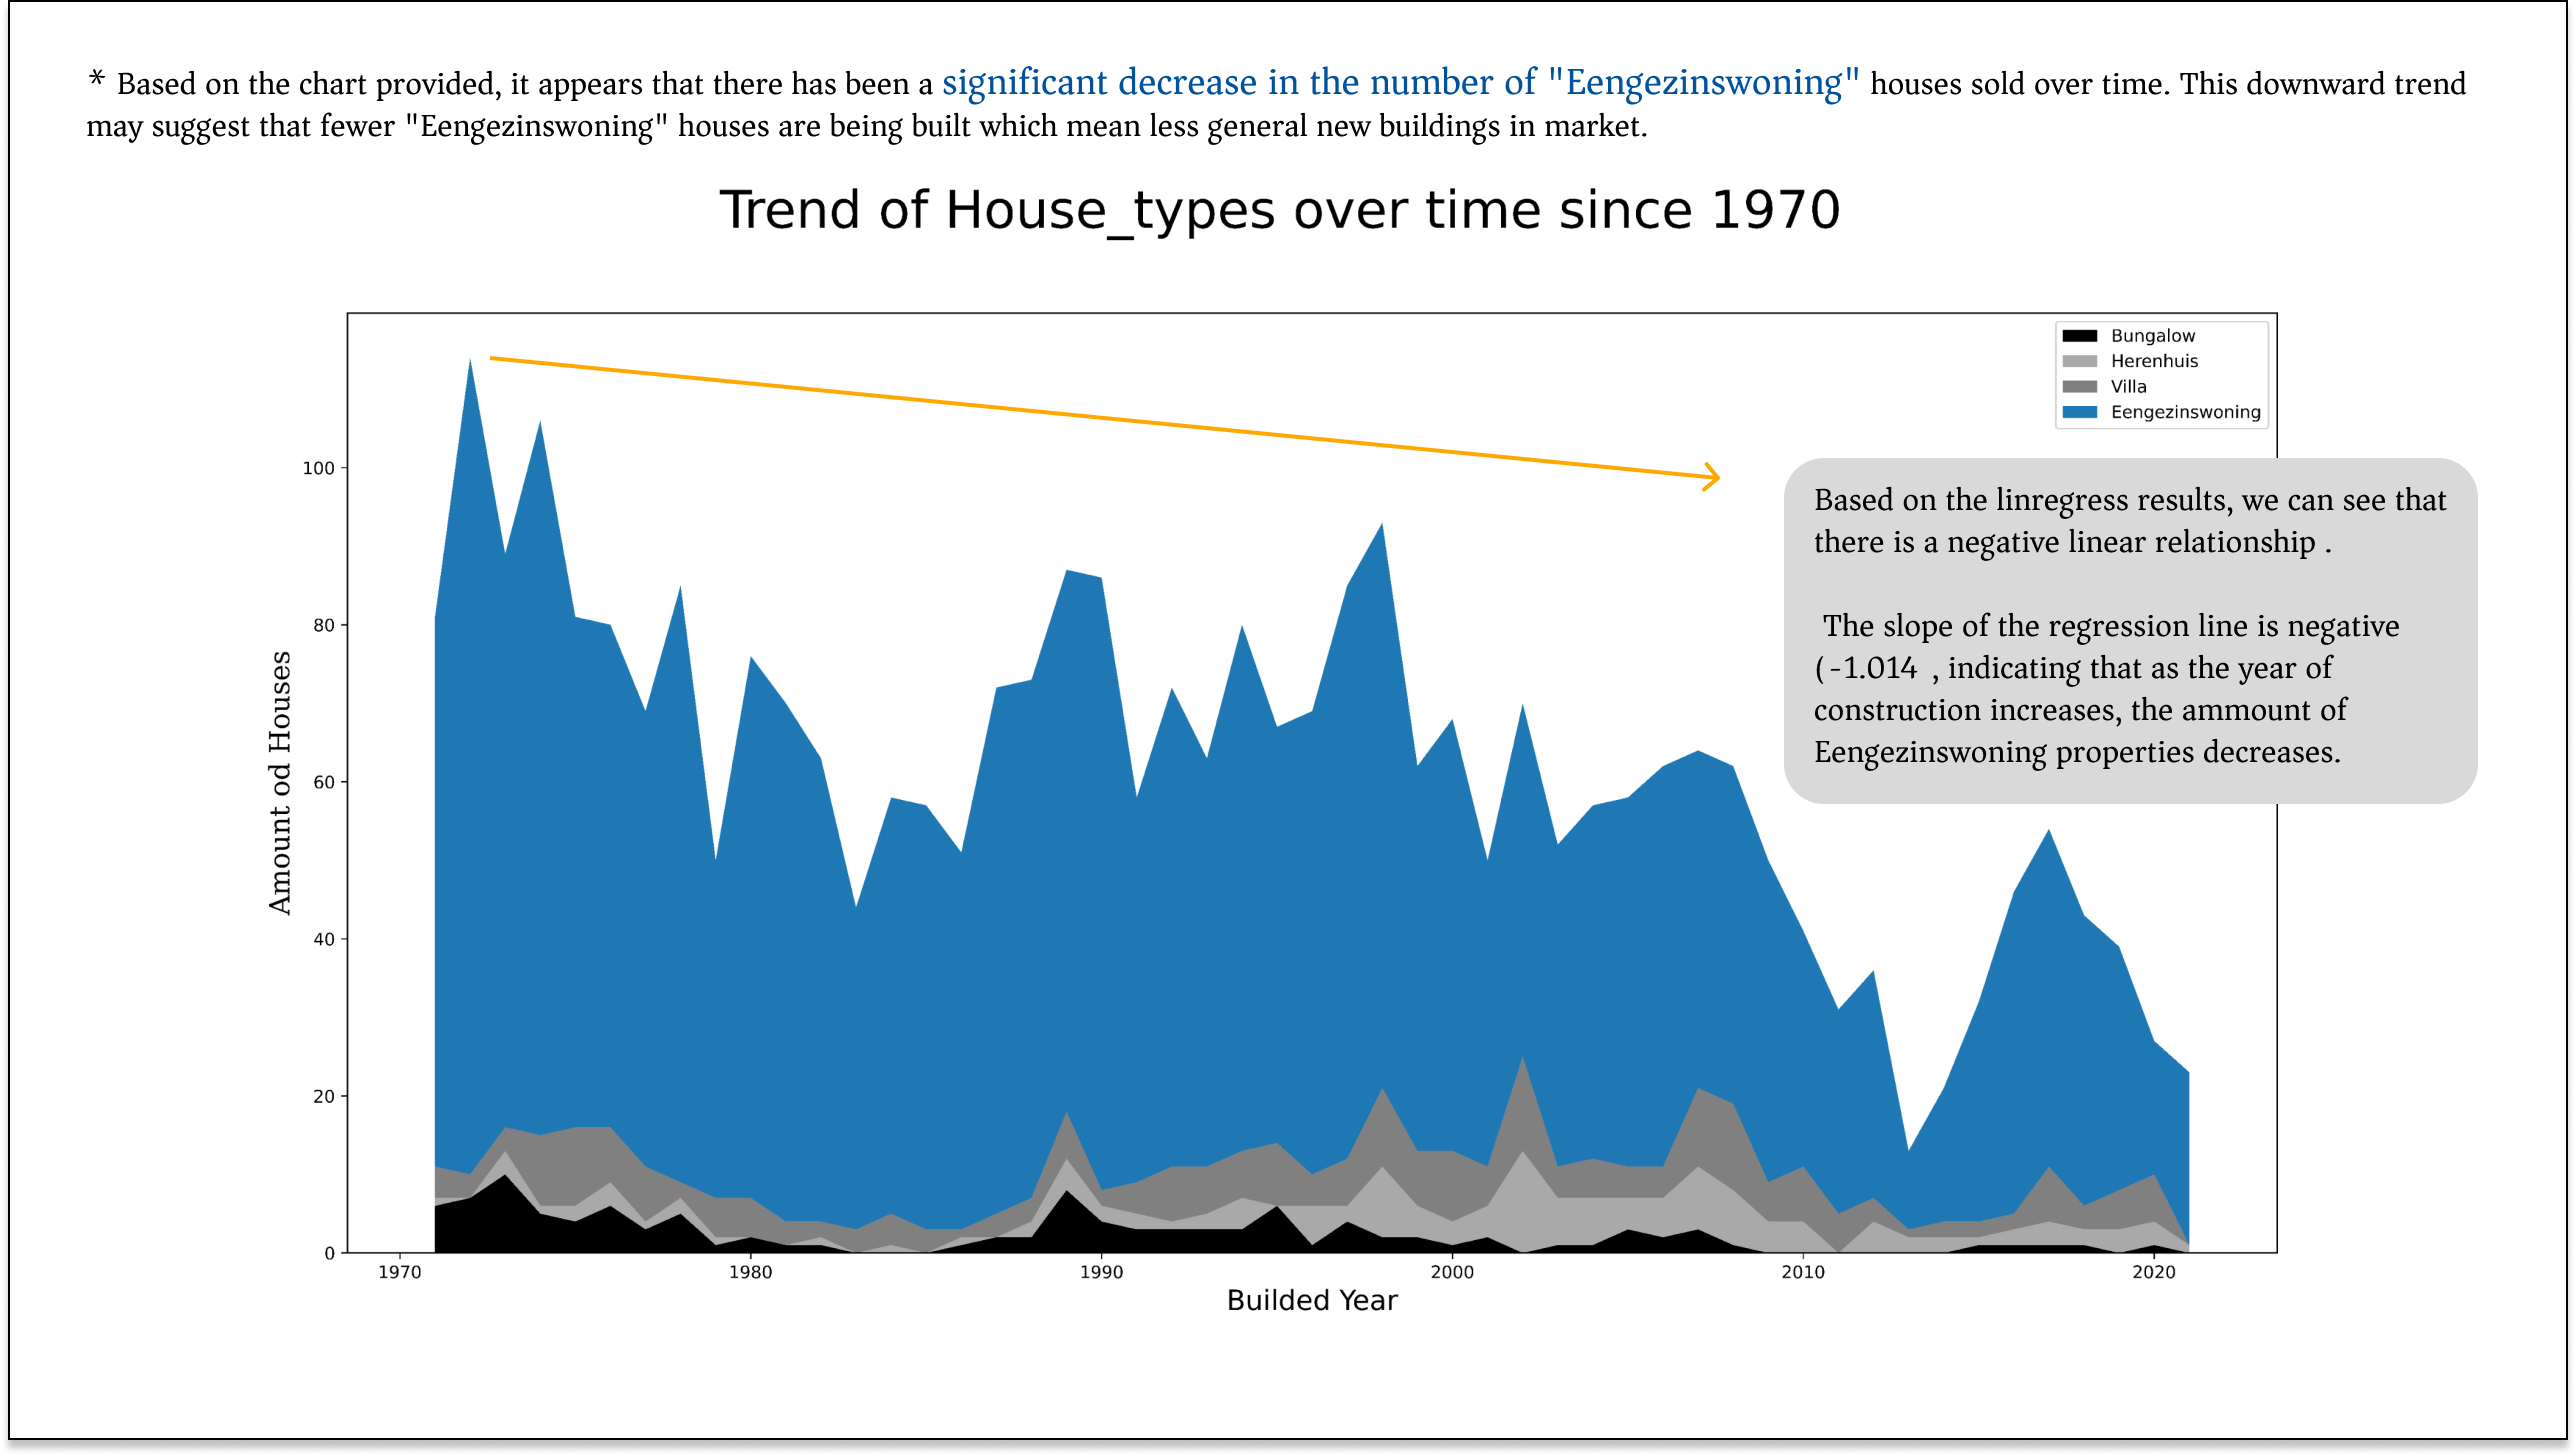 * Based on the chart provided, it appears that there has been a significant decrease in the number of "Eengezinswoning" houses sold over time. This downward trend
may suggest that fewer "Eengezinswoning" houses are being built which mean less general new buildings in market.
Trend of House_types over time since 1970
Bungalow
Herenhuis
Villa
Eengezinswoning
Based on the linregress results, we can see that
there is a negative linear relationship .
The slope of the regression line is negative
(-1.014 , indicating that as the year of
construction increases, the ammount of
Eengezinswoning properties decreases.
Amount od Houses
100
80
60
40
20
0
1970 1980 1990 2000 2010 2020
Builded Year